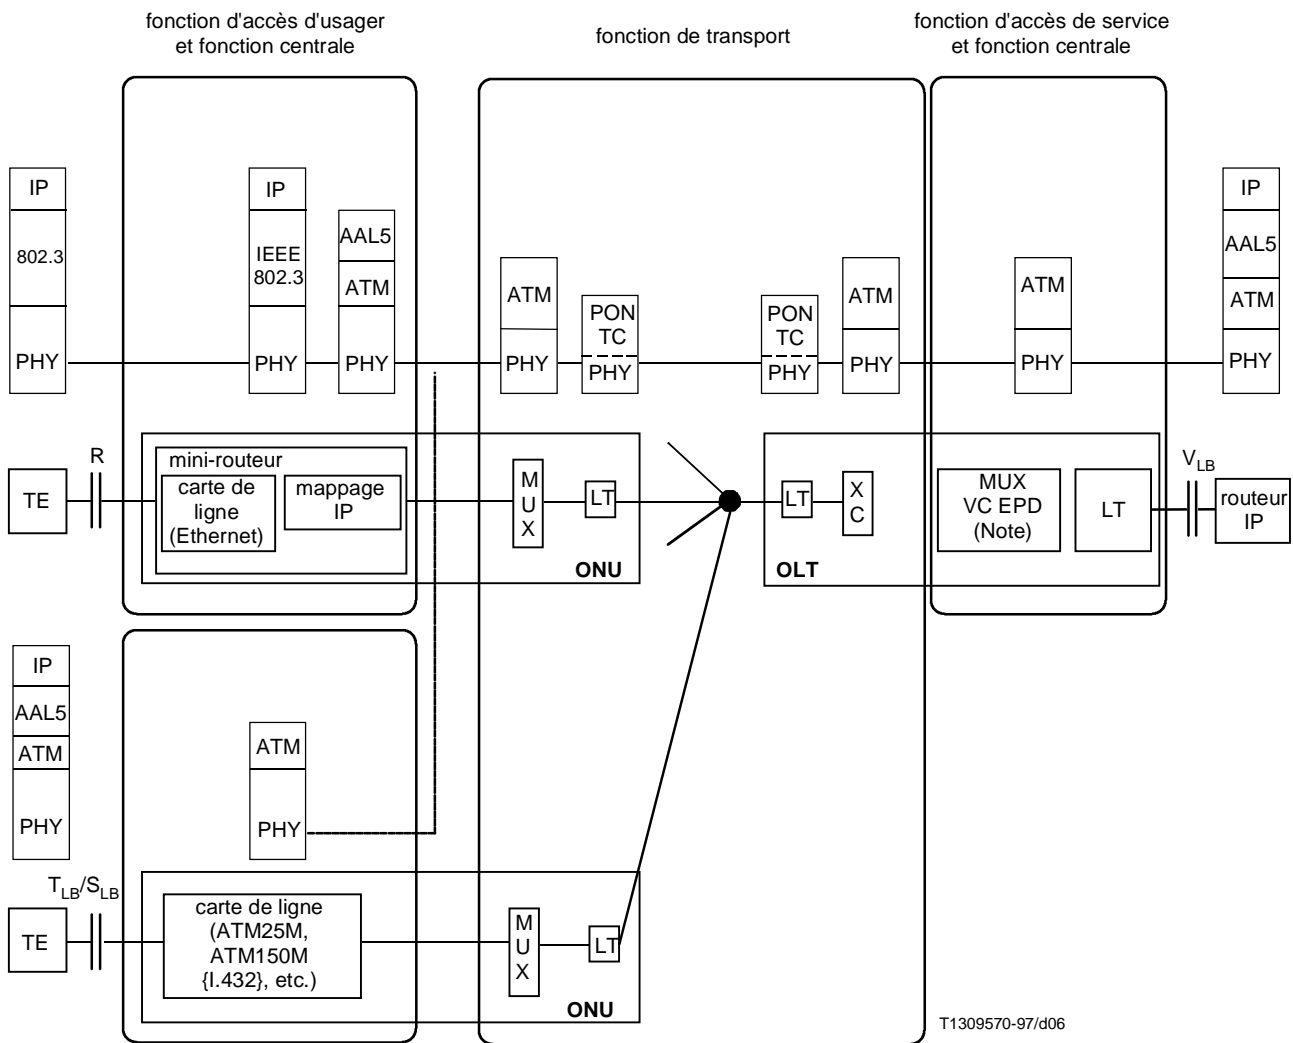 fonction d'accès d'usager
et fonction centrale
fonction de transport
fonction d'accès de service
et fonction centrale
IP
802.3
PHY
IP
IEEE
802.3
PHY
AAL5
ATM
PHY
ATM
PHY
PON
TC
PHY
PON
TC
PHY
ATM
PHY
ATM
PHY
IP
AAL5
ATM
PHY
TE
R
mini-routeur
carte de
ligne
(Ethernet)
mappage
IP
M
U
X
LT
ONU
LT
X
C
OLT
MUX
VC EPD
(Note)
LT
VLB
routeur
IP
IP
AAL5
ATM
PHY
ATM
PHY
TLB/SLB
TE
carte de ligne
(ATM25M,
ATM150M
{I.432}, etc.)
M
U
X
LT
ONU
T1309570-97/d06